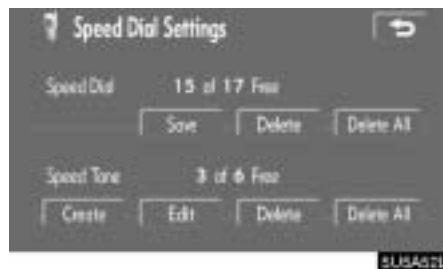 Speed Dial Settings
Speed Dial 15 of 17 Free
Save Delete Delete All
Speed Tone 3 of 6 Free
Create Edit Delete Delete All